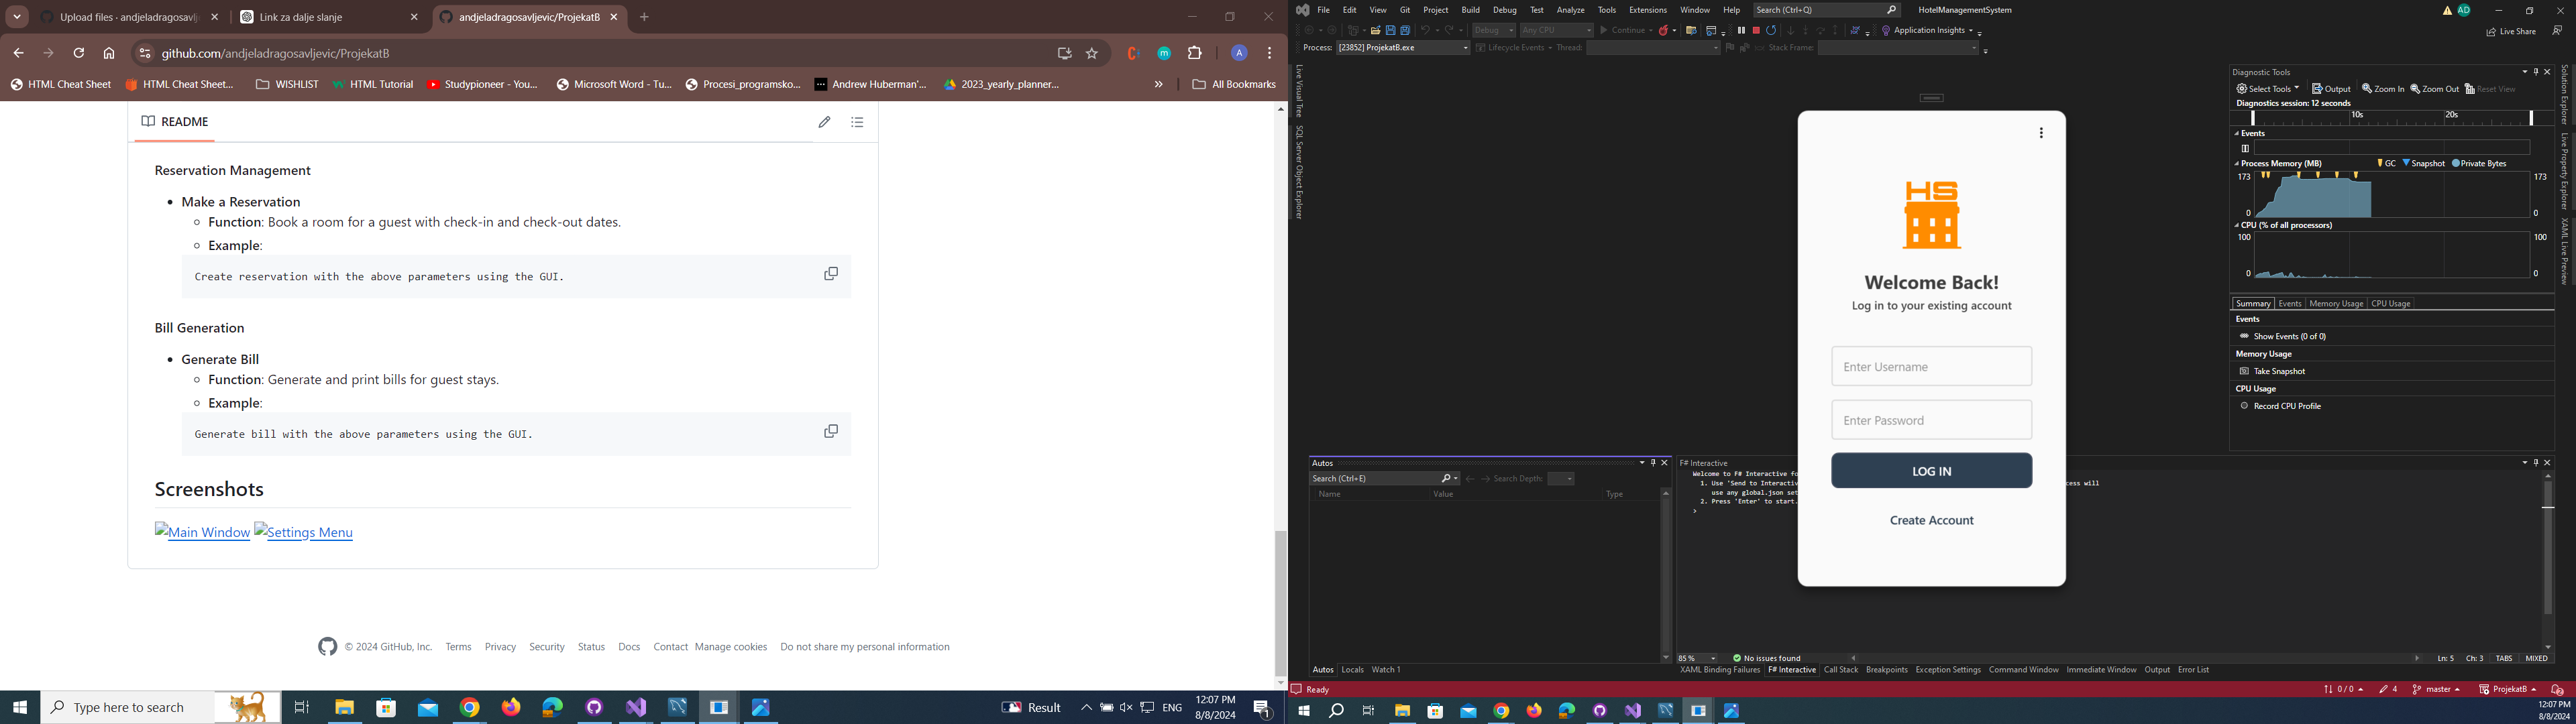 Upload files · andjeladragosavlje
Link za dalje slanje
andjeladragosavljevic/ProjekatB
github.com/andjeladragosavljevic/ProjekatB
A
HTML Cheat Sheet
HTML Cheat Sheet...
WISHLIST
HTML Tutorial
Studypioneer - You...
Microsoft Word - Tu...
Procesi_programsko...
Andrew Huberman'...
2023_yearly_planner...
»
All Bookmarks
README
Reservation Management
Make a Reservation
Function: Book a room for a guest with check-in and check-out dates.
Example:
Create reservation with the above parameters using the GUI.
Bill Generation
Generate Bill
Function: Generate and print bills for guest stays.
Example:
Generate bill with the above parameters using the GUI.
Screenshots
Main Window Settings Menu
© 2024 GitHub, Inc. Terms Privacy Security Status Docs Contact Manage cookies Do not share my personal information
Type here to search
Result
ENG
12:07 PM
8/8/2024
1
File Edit View Git Project Build Debug Test Analyze Tools Extensions Window Help Search (Ctrl+Q) HotelManagementSystem
AD
Debug Any CPU Continue Application Insights
Live Share
Process: [23852] ProjekatB.exe Lifecycle Events Thread: Stack Frame:
Live Visual Tree
SQL Server Object Explorer
HS
Welcome Back!
Log in to your existing account
Enter Username
Enter Password
LOG IN
Create Account
Diagnostic Tools
Select Tools Output Zoom In Zoom Out Reset View
Diagnostics session: 12 seconds
10s 20s
Events
Process Memory (MB) GC Snapshot Private Bytes
173 173
0 0
CPU (% of all processors)
100 100
0 0
Summary Events Memory Usage CPU Usage
Events
Show Events (0 of 0)
Memory Usage
Take Snapshot
CPU Usage
Record CPU Profile
Solution Explorer
Live Property Explorer
XAML Live Preview
Autos
Search (Ctrl+E) Search Depth:
Name Value Type
Autos Locals Watch 1
F# Interactive
Welcome to F# Interactive fo
1. Use 'Send to Interactiv cess will
use any global.json set
2. Press 'Enter' to start.
>
85 % No issues found Ln: 5 Ch: 3 TABS MIXED
XAML Binding Failures F# Interactive Call Stack Breakpoints Exception Settings Command Window Immediate Window Output Error List
Ready
0 / 0 4 master ProjekatB 2
12:07 PM
8/8/2024